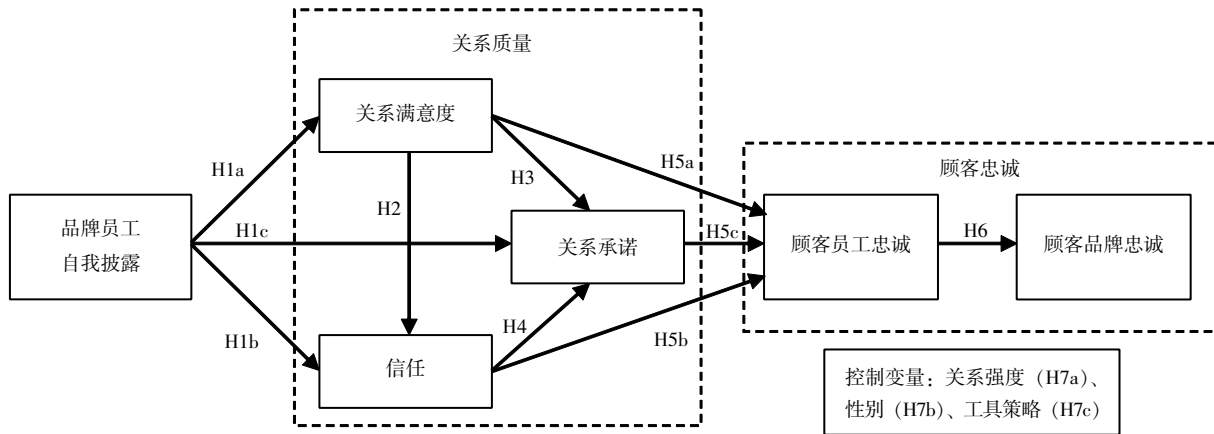 关系质量
关系满意度
顾客忠诚
H1a
H3
H5a
H2
品牌员工
自我披露
H1c
关系承诺
H5c
顾客员工忠诚
H6
顾客品牌忠诚
H1b
H4
H5b
信任
控制变量：关系强度 (H7a)、
性别 (H7b)、工具策略 (H7c)